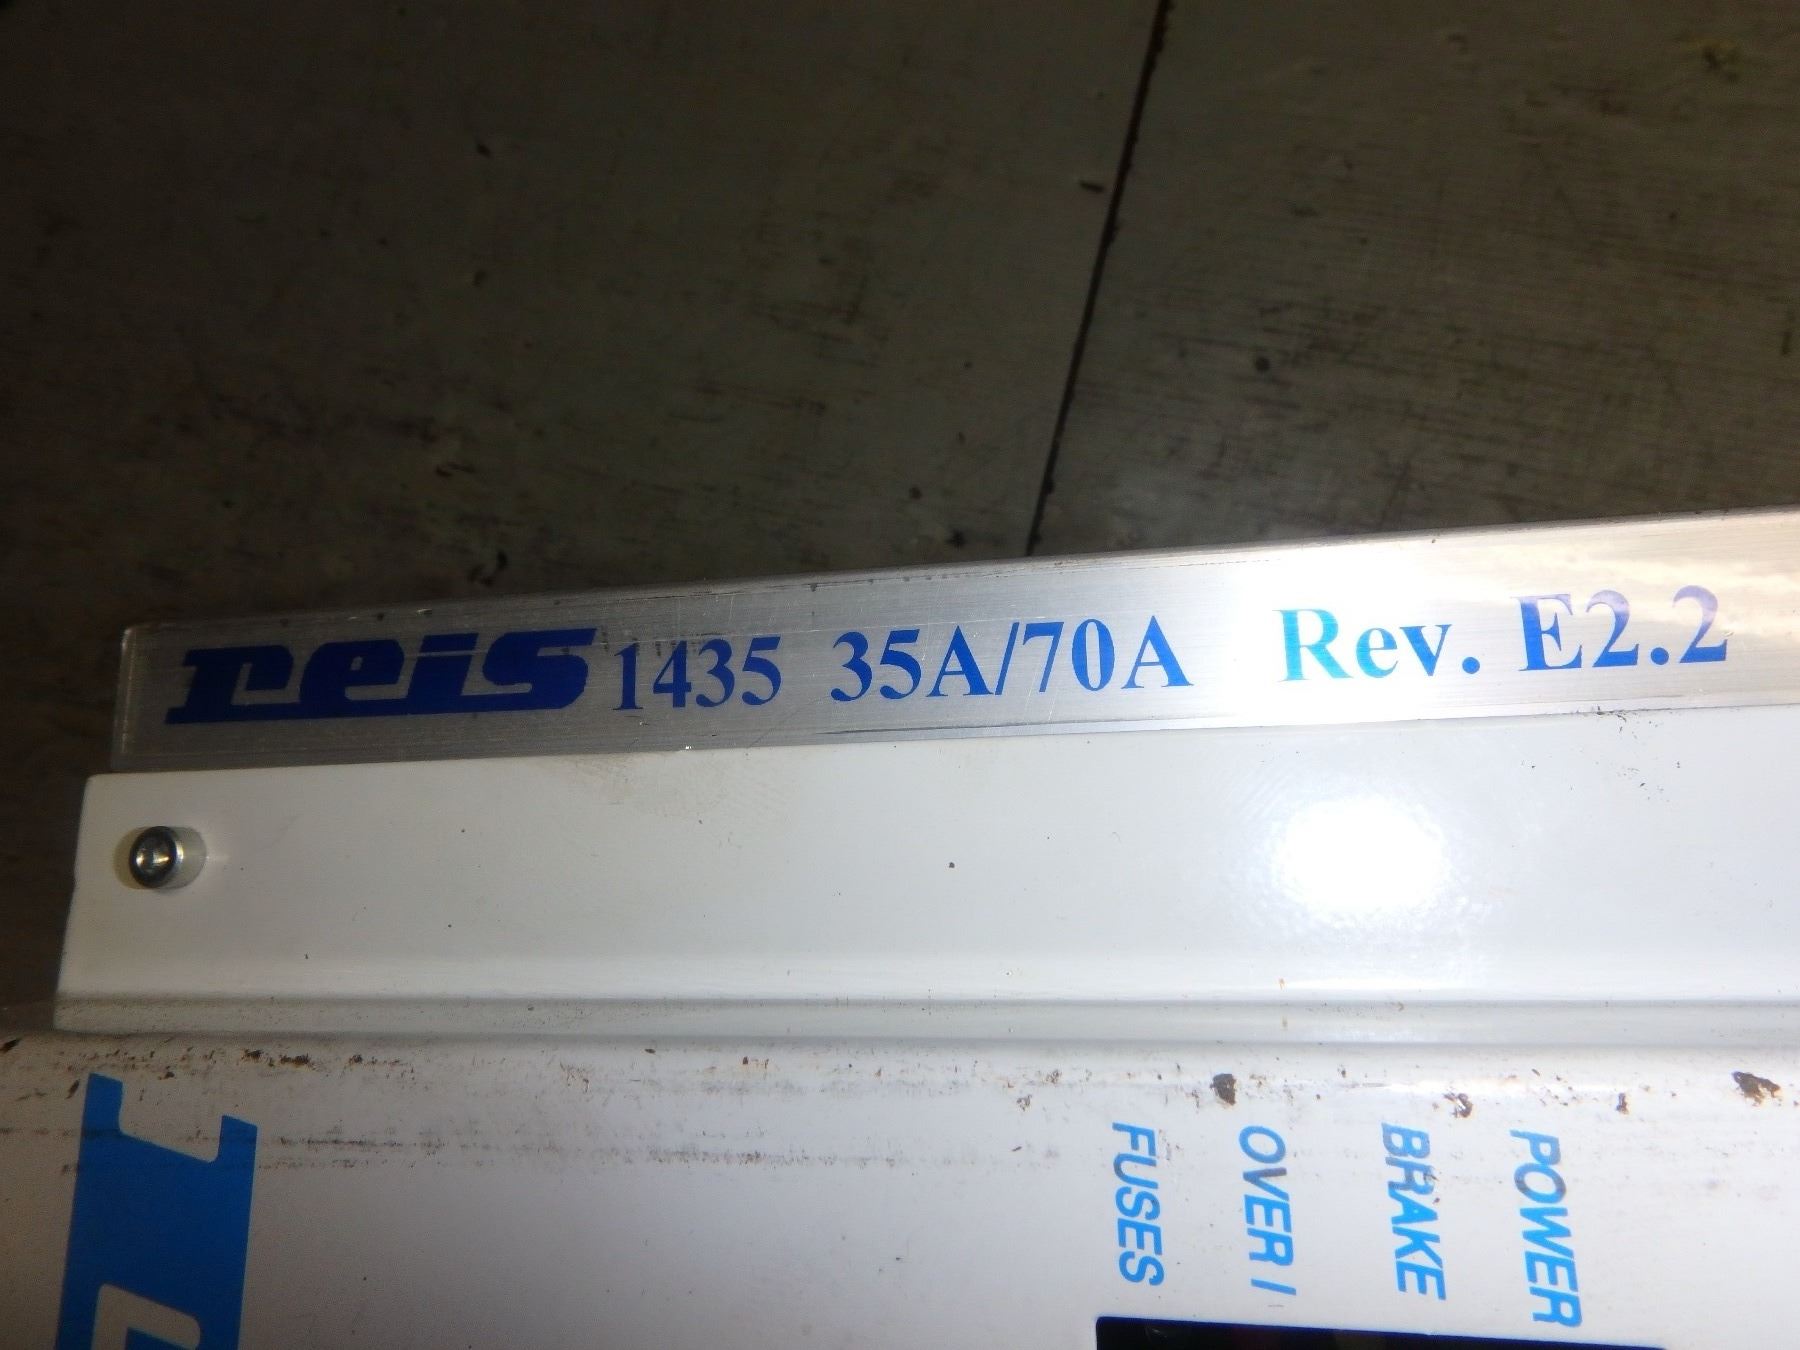 reis 1435 35A/70A Rev. E2.2
FUSES
OVER I
BRAKE
POWER